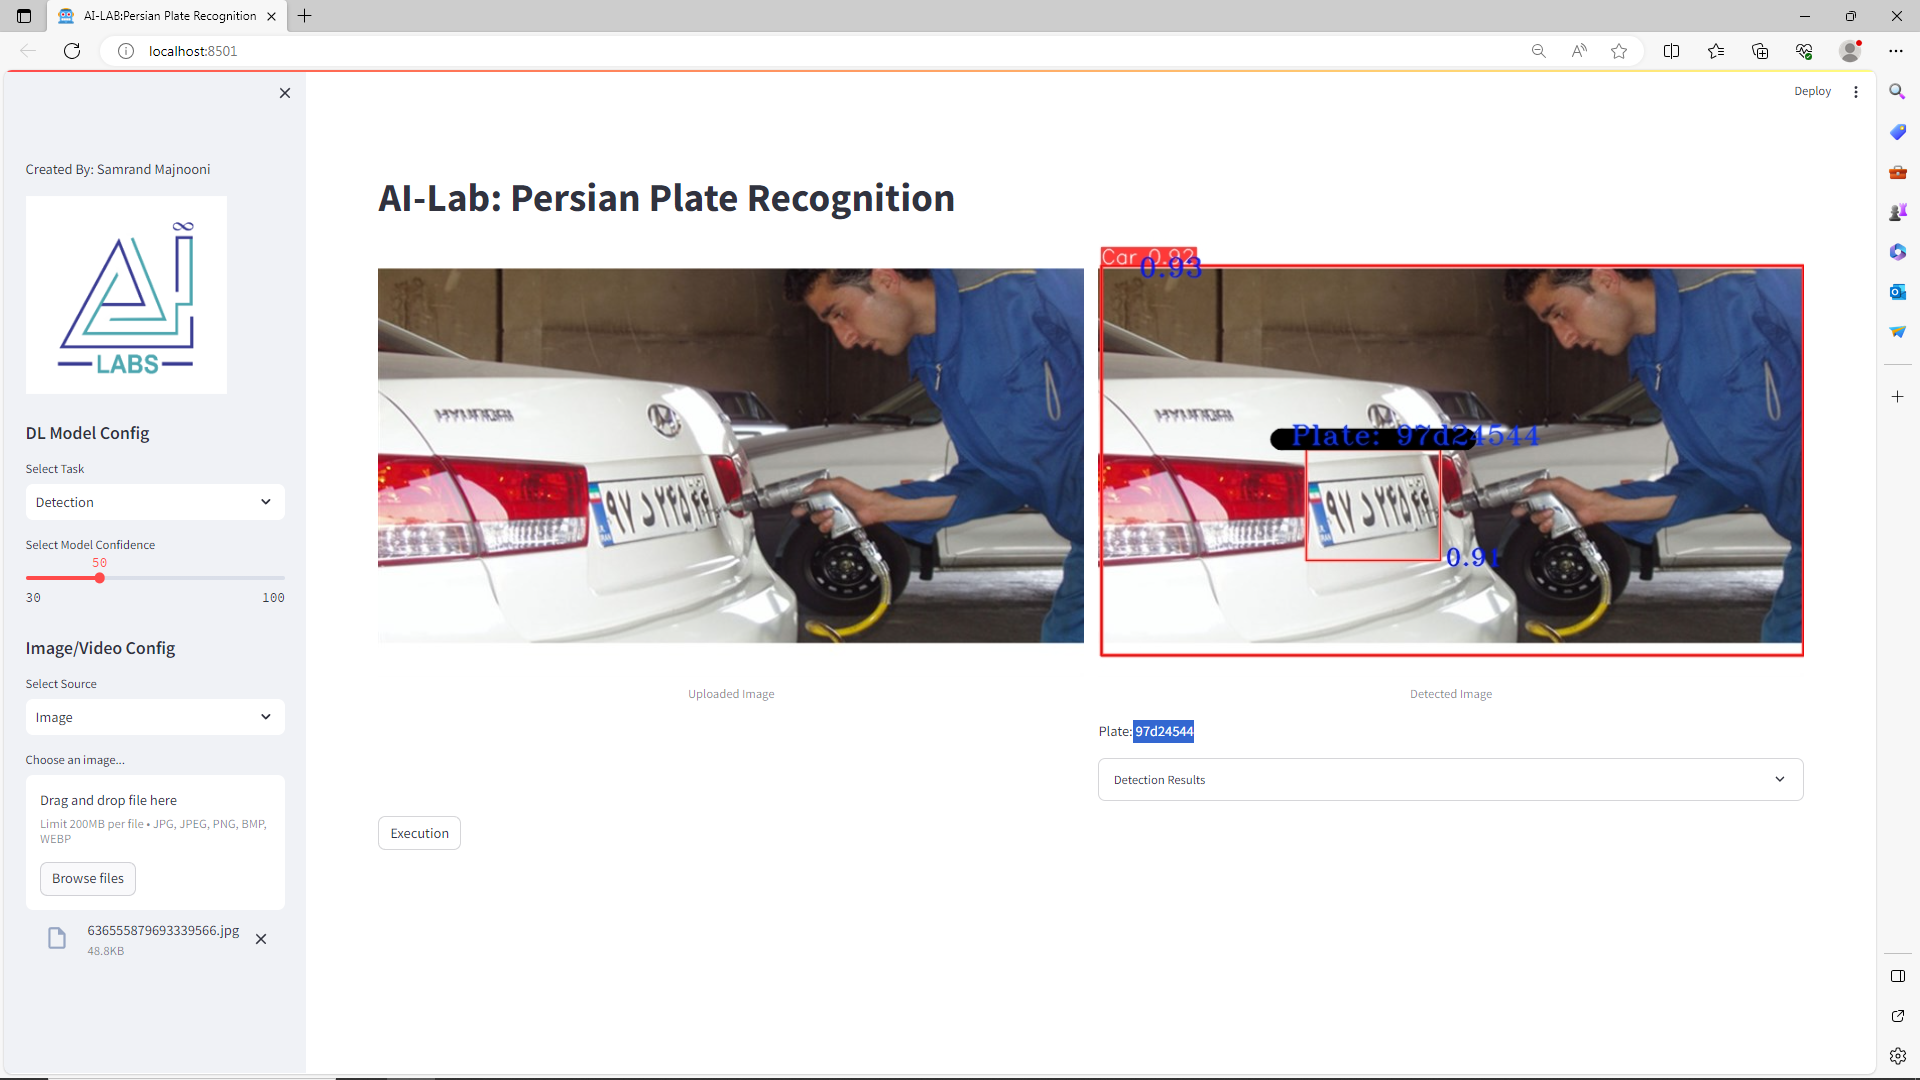 AI-LAB:Persian Plate Recognition
localhost:8501
Deploy
Created By: Samrand Majnooni
LABS
DL Model Config
Select Task
Detection
Select Model Confidence
50
30 100
Image/Video Config
Select Source
Image
Choose an image...
Drag and drop file here
Limit 200MB per file • JPG, JPEG, PNG, BMP,
WEBP
Browse files
636555879693339566.jpg
48.8KB
AI-Lab: Persian Plate Recognition
HYUNDAI
۹۷ د ۲۴۵ ۴۴
Uploaded Image
Car 0.92
0.93
HYUNDAI
Plate: 97d24544
۹۷ د ۲۴۵ ۴۴
0.91
Detected Image
Plate: 97d24544
Detection Results
Execution